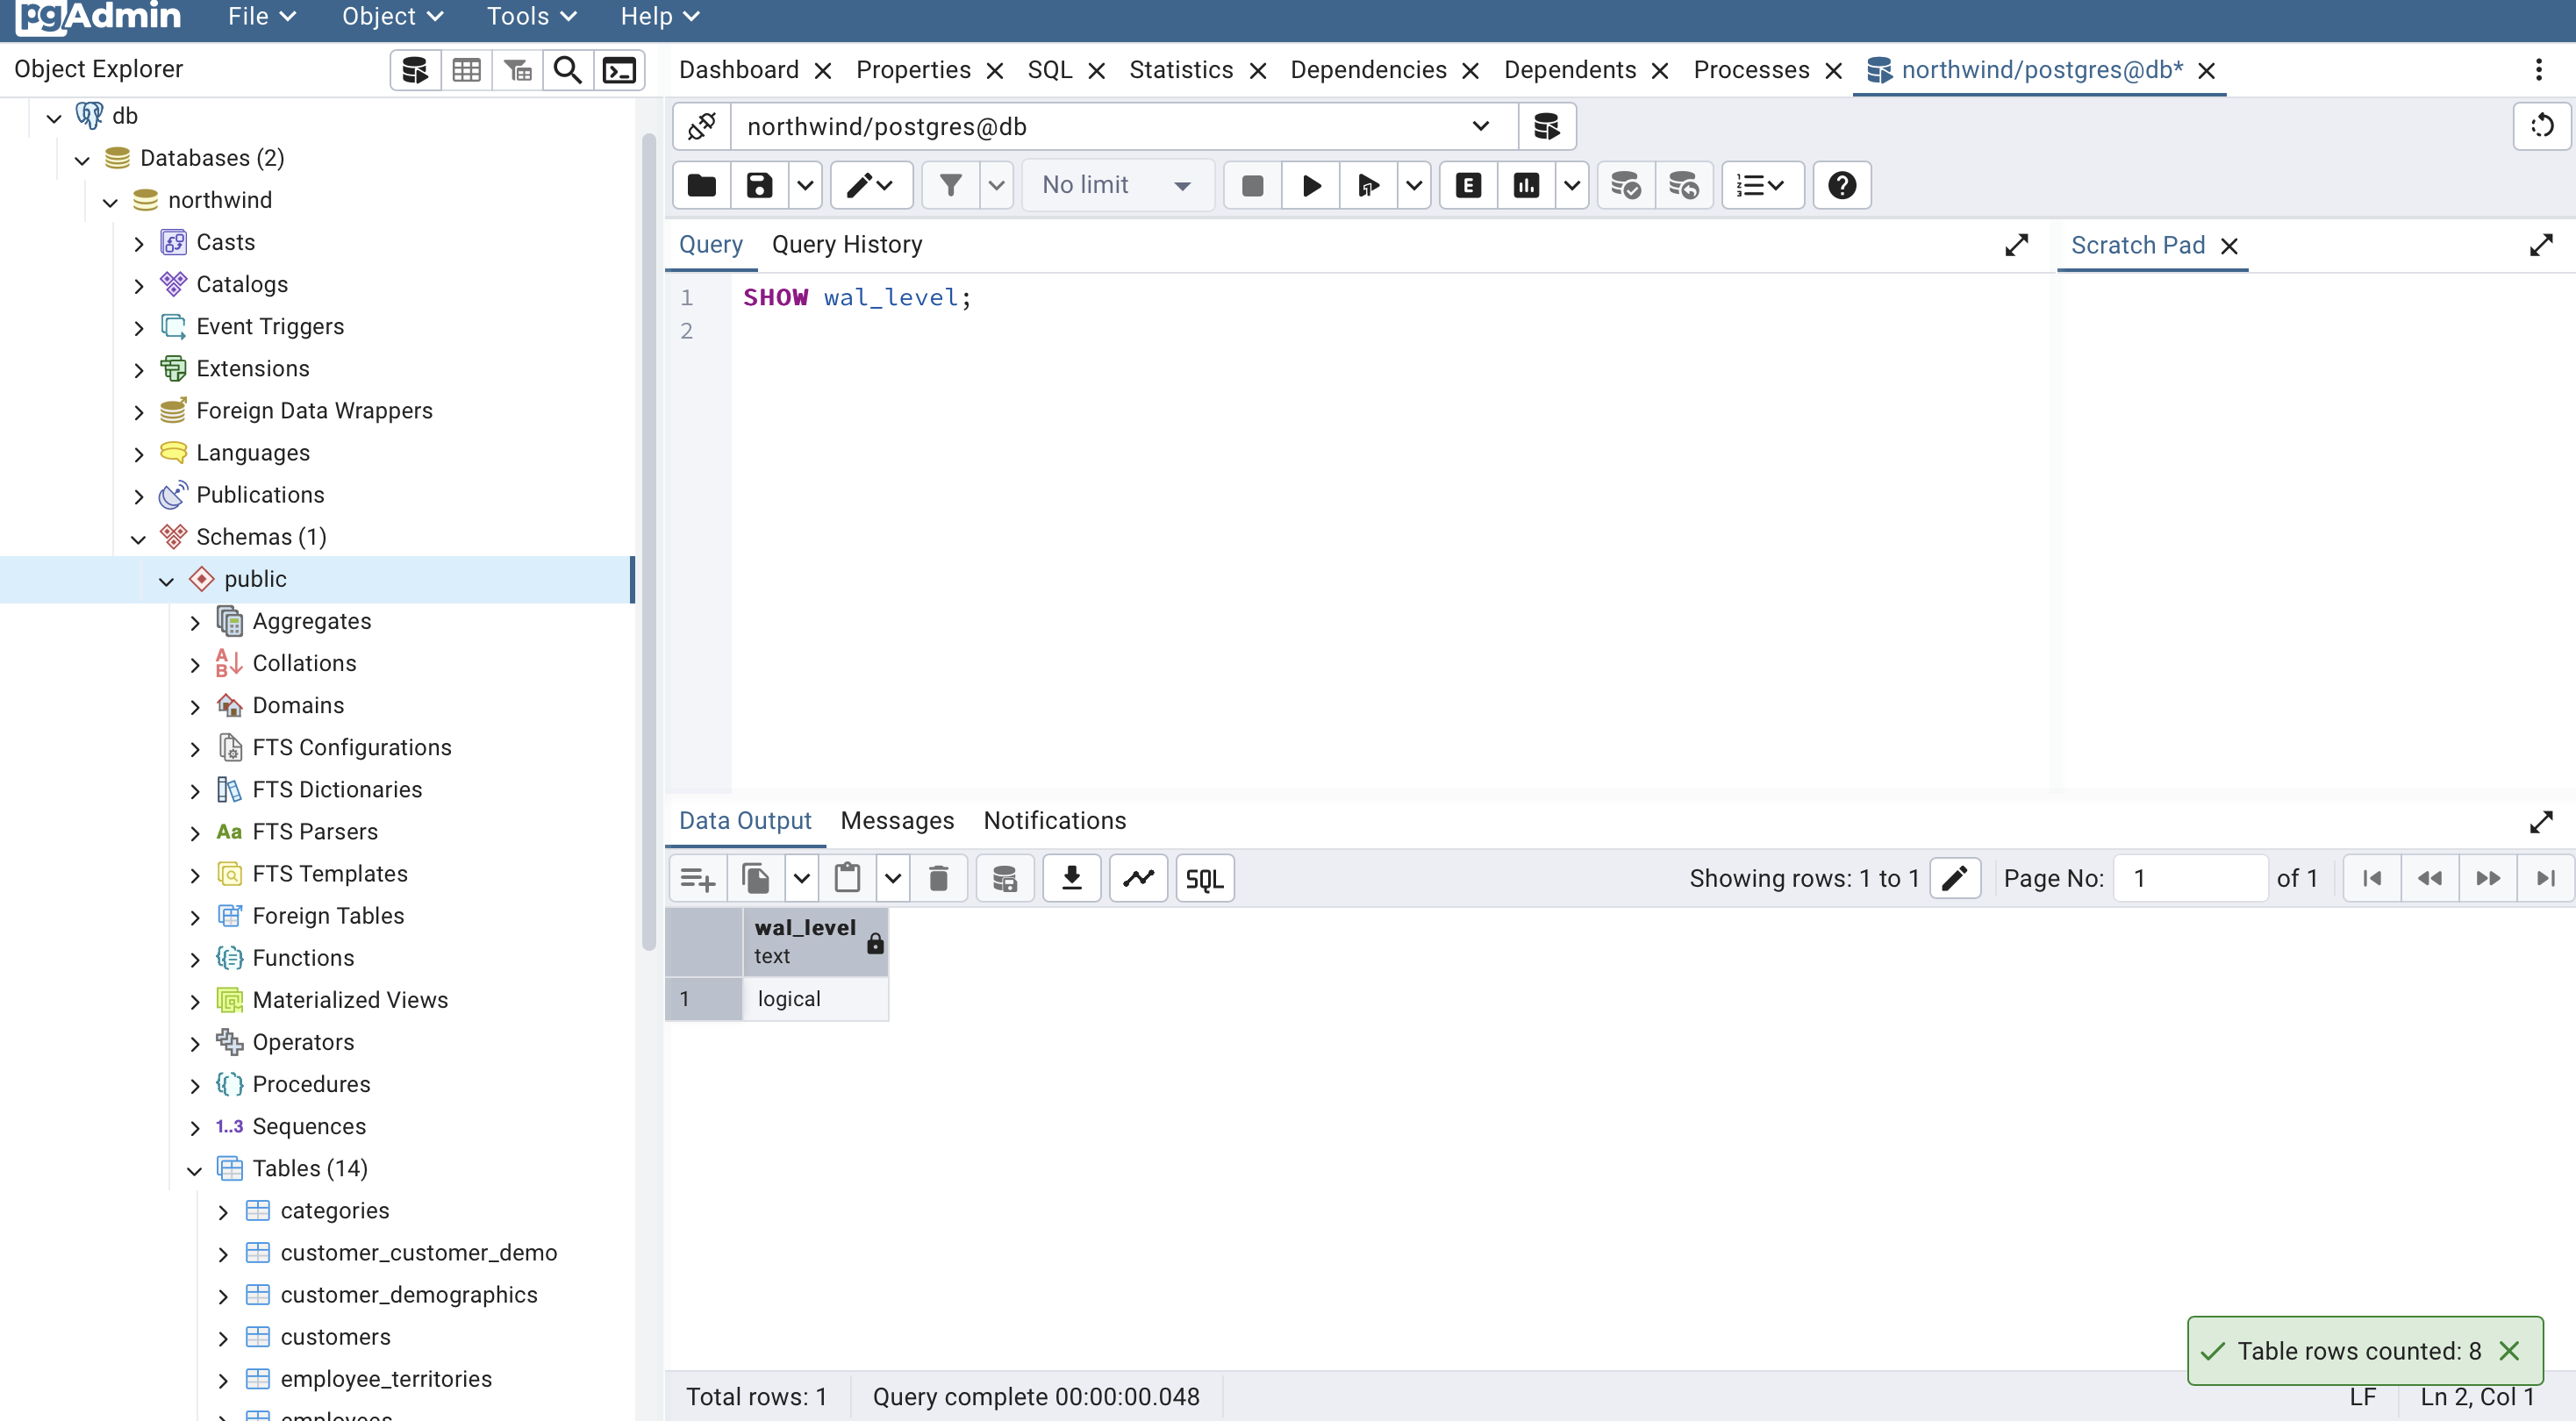 pgAdmin File Object Tools Help
Object Explorer
Dashboard Properties SQL Statistics Dependencies Dependents Processes northwind/postgres@db*
db
Databases (2)
northwind
Casts
Catalogs
Event Triggers
Extensions
Foreign Data Wrappers
Languages
Publications
Schemas (1)
public
Aggregates
Collations
Domains
FTS Configurations
FTS Dictionaries
Aa FTS Parsers
FTS Templates
Foreign Tables
Functions
Materialized Views
Operators
Procedures
1..3 Sequences
Tables (14)
categories
customer_customer_demo
customer_demographics
customers
employee_territories
employees
northwind/postgres@db
No limit
E
Query Query History
Scratch Pad
1 SHOW wal_level;
2
Data Output Messages Notifications
SQL
Showing rows: 1 to 1 Page No: 1 of 1
wal_level
text
1 logical
Table rows counted: 8
Total rows: 1 Query complete 00:00:00.048 LF Ln 2, Col 1